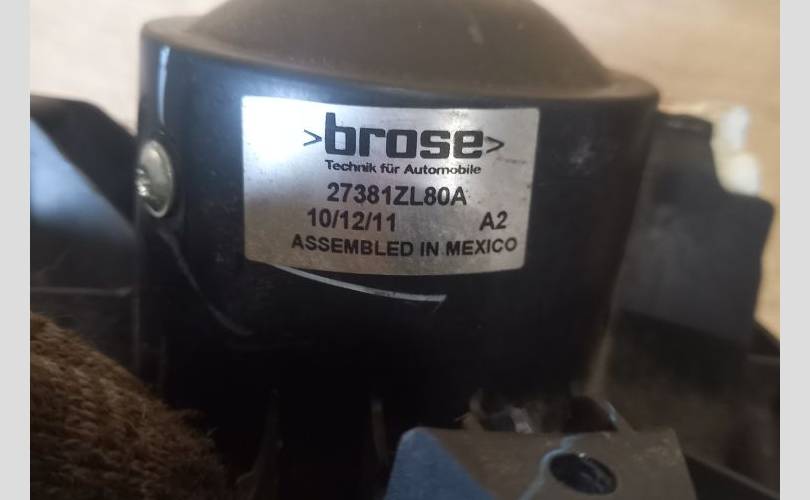 >brose>
Technik für Automobile
27381ZL80A
10/12/11 A2
ASSEMBLED IN MEXICO